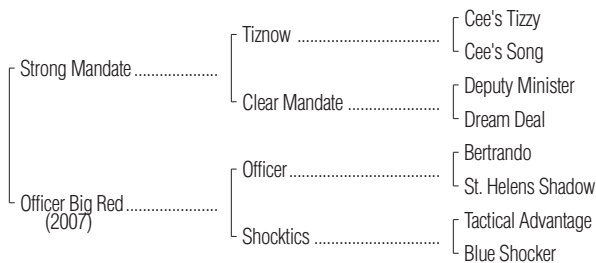 Cee's Tizzy
Tiznow
Cee's Song
Strong Mandate
Deputy Minister
Clear Mandate
Dream Deal
Bertrando
Officer
St. Helens Shadow
Officer Big Red
(2007)
Tactical Advantage
Shocktics
Blue Shocker